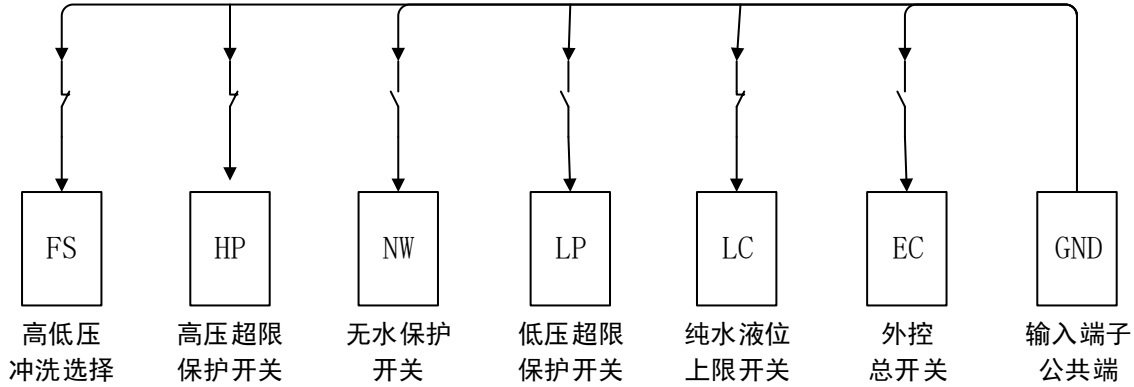 FS HP NW LP LC EC GND
高低压 高压超限 无水保护 低压超限 纯水液位 外控 输入端子
冲洗选择 保护开关 开关 保护开关 上限开关 总开关 公共端